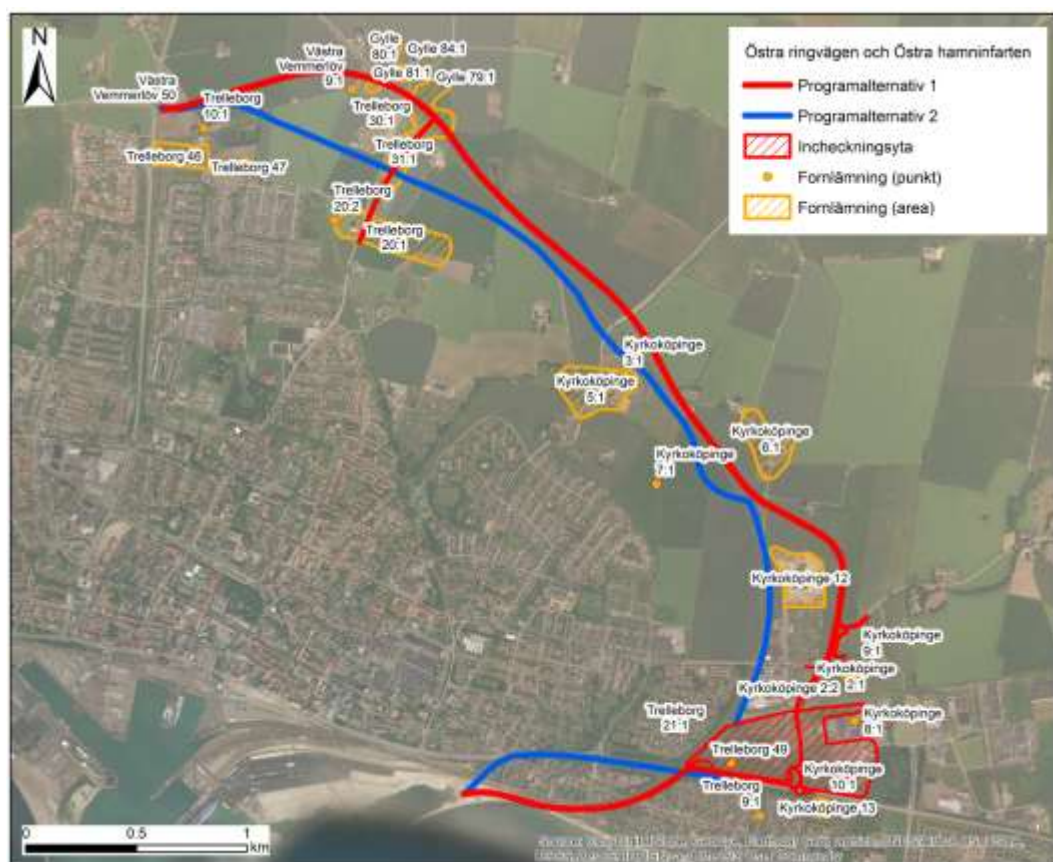 N
Östra ringvägen och Östra hamninfarten
Programalternativ 1
Programalternativ 2
Incheckningsyta
Fornlämning (punkt)
Fornlämning (area)
Gylle
80:1
Gylle 84:1
Västra
Vemmerlöv
9:1
Gylle 81:1
Gylle 79:1
Västra
Vemmerlöv 50
Trelleborg
10:1
Trelleborg
30:1
Trelleborg
31:1
Trelleborg 46
Trelleborg 47
Trelleborg
20:2
Trelleborg
20:1
Kyrkoköpinge
3:1
Kyrkoköpinge
5:1
Kyrkoköpinge
6:1
Kyrkoköpinge
7:1
Kyrkoköpinge 12
Kyrkoköpinge
9:1
Kyrkoköpinge
Kyrkoköpinge 2:2
Trelleborg
21:1
Kyrkoköpinge
8:1
Trelleborg 49
Kyrkoköpinge
10:1
Trelleborg
9:1
Kyrkoköpinge 13
0 0.5 1
km